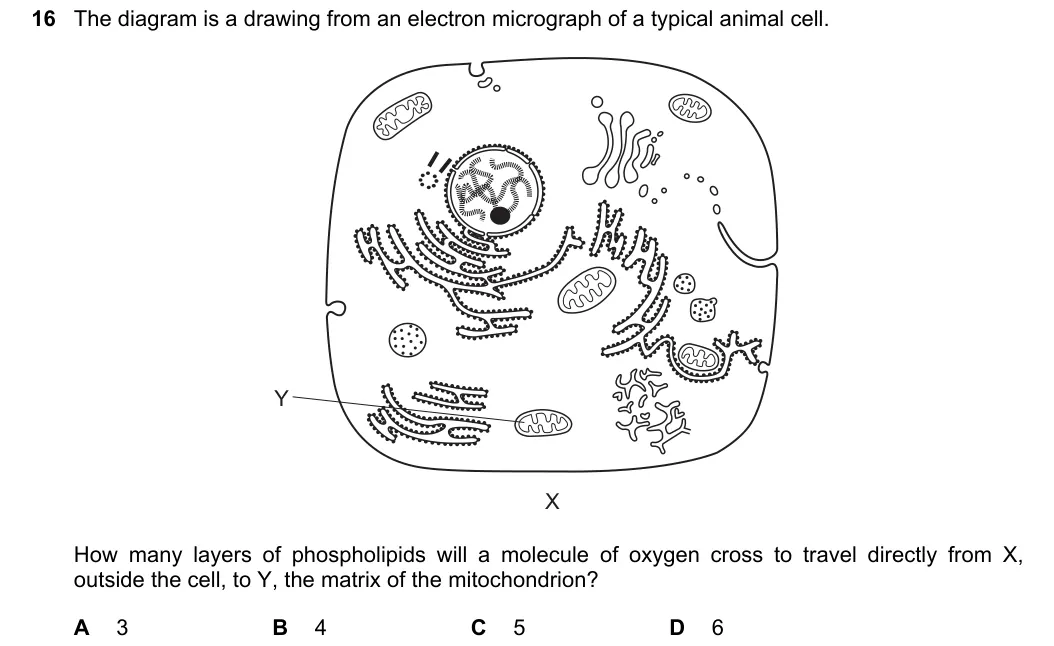 16 The diagram is a drawing from an electron micrograph of a typical animal cell.
Y
X
How many layers of phospholipids will a molecule of oxygen cross to travel directly from X,
outside the cell, to Y, the matrix of the mitochondrion?
A 3 B 4 C 5 D 6